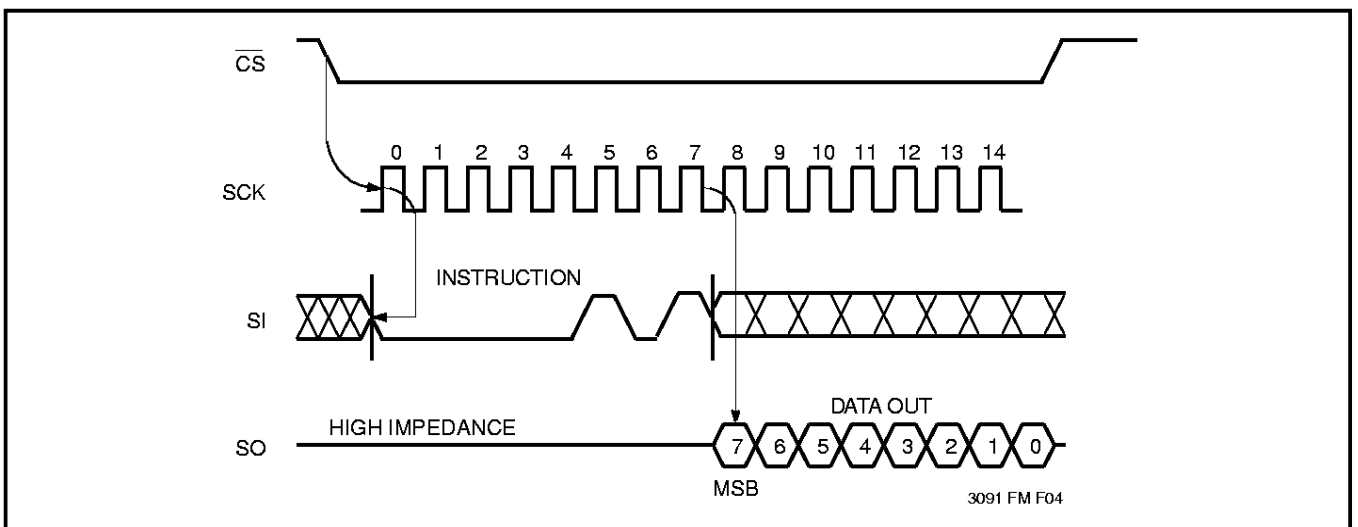 CS
0 1 2 3 4 5 6 7 8 9 10 11 12 13 14
SCK
INSTRUCTION
SI
DATA OUT
HIGH IMPEDANCE
SO
7 6 5 4 3 2 1 0
MSB
3091 FM F04